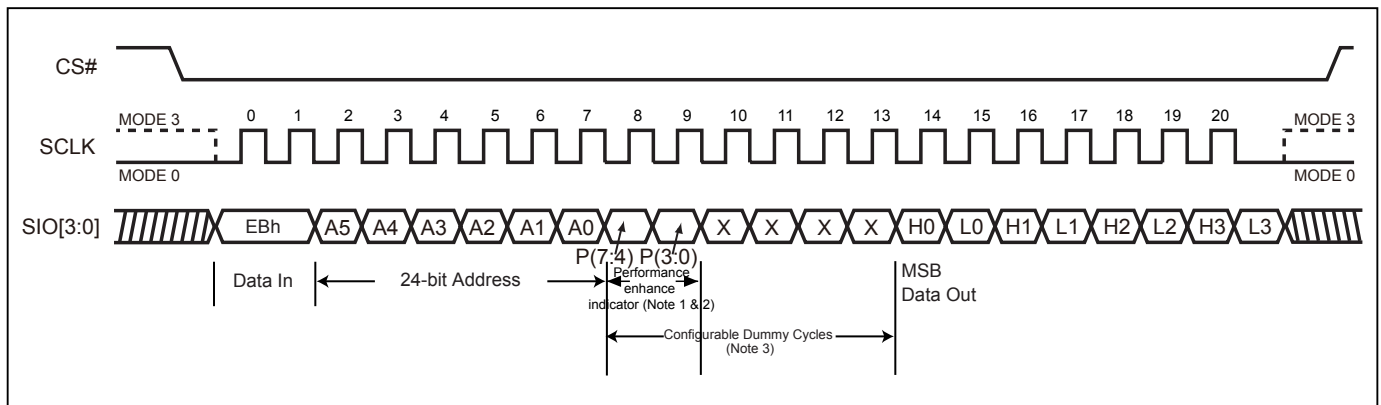 CS#
MODE 3 0 1 2 3 4 5 6 7 8 9 10 11 12 13 14 15 16 17 18 19 20 MODE 3
SCLK
MODE 0 MODE 0
SIO[3:0] EBh A5 A4 A3 A2 A1 A0 X X X X H0 L0 H1 L1 H2 L2 H3 L3
P(7:4) P(3:0)
Data In 24-bit Address Performance enhance indicator (Note 1 & 2) MSB
Data Out
Configurable Dummy Cycles
(Note 3)